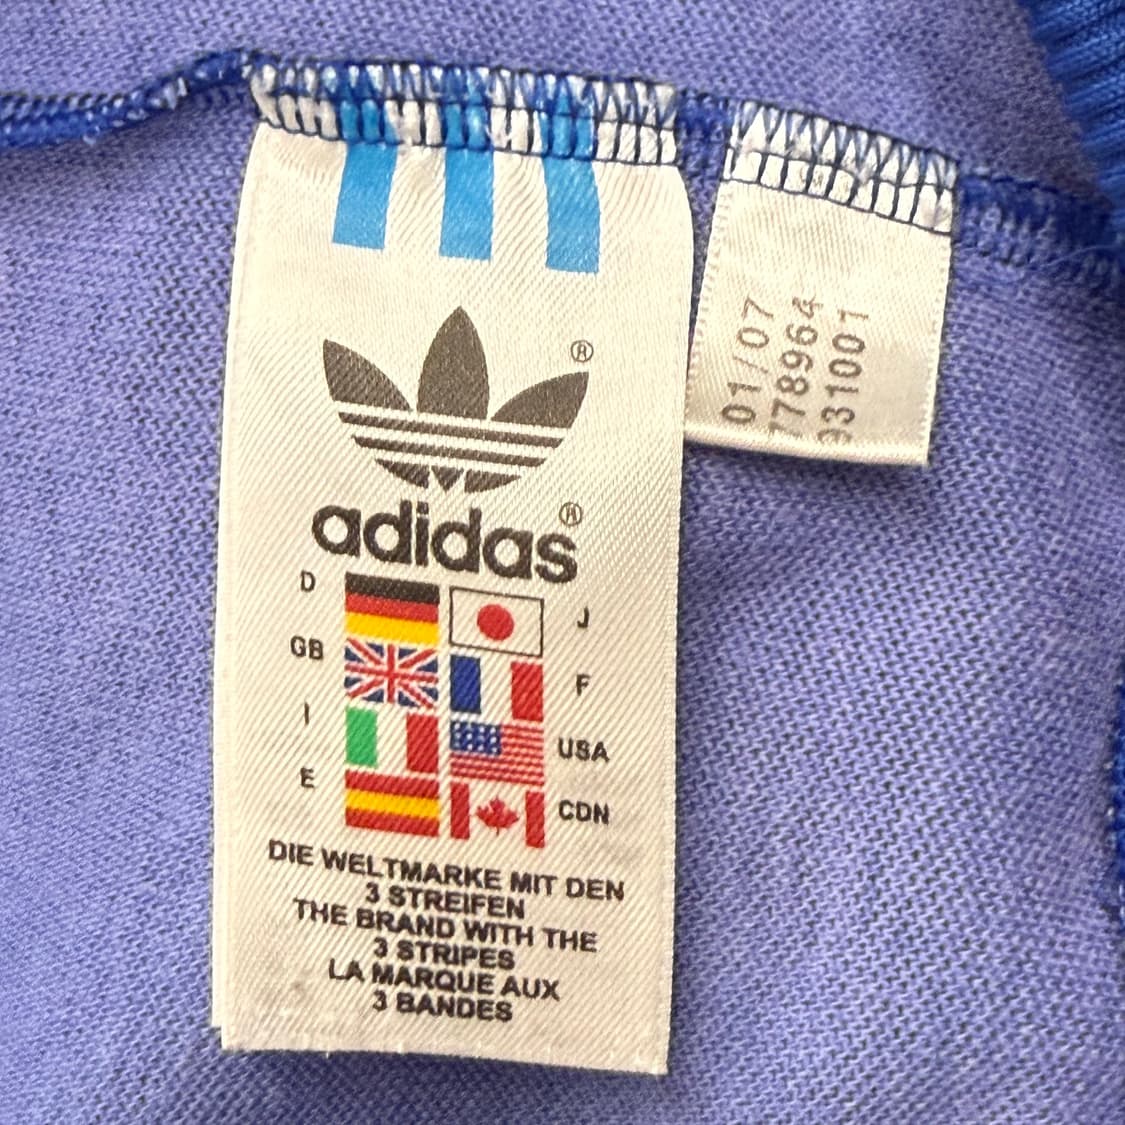 adidas®
D
J
GB
F
I
USA
E
CDN
DIE WELTMARKE MIT DEN
3 STREIFEN
THE BRAND WITH THE
3 STRIPES
LA MARQUE AUX
3 BANDES
01/07
778964
931001